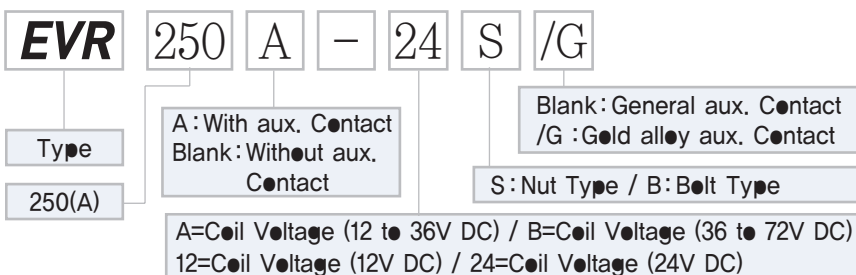 EVR 250 A - 24 S /G
Type
250(A)
A : With aux. Contact
Blank : Without aux.
Contact
Blank : General aux. Contact
/G : Gold alloy aux. Contact
S : Nut Type / B : Bolt Type
A=Coil Voltage (12 to 36V DC) / B=Coil Voltage (36 to 72V DC)
12=Coil Voltage (12V DC) / 24=Coil Voltage (24V DC)